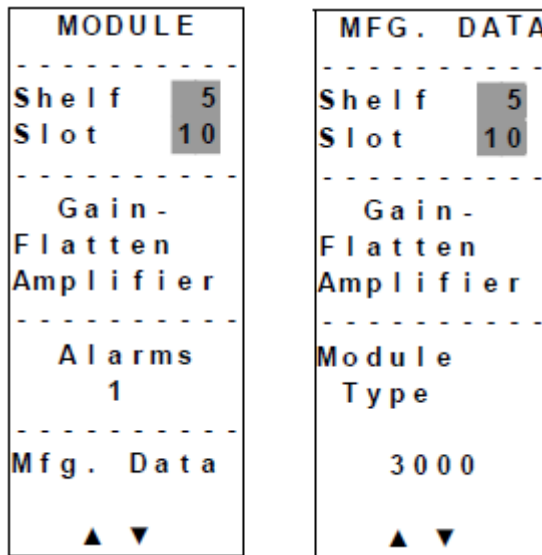 MODULE
- - - - - - - - - -
Shelf 5
Slot 10
- - - - - - - - - -
Gain-
Flatten
Amplifier
- - - - - - - - - -
Alarms
1
- - - - - - - - - -
Mfg. Data
▲ ▼
MFG. DATA
- - - - - - - - - -
Shelf 5
Slot 10
- - - - - - - - - -
Gain-
Flatten
Amplifier
- - - - - - - - - -
Module
Type
3000
▲ ▼